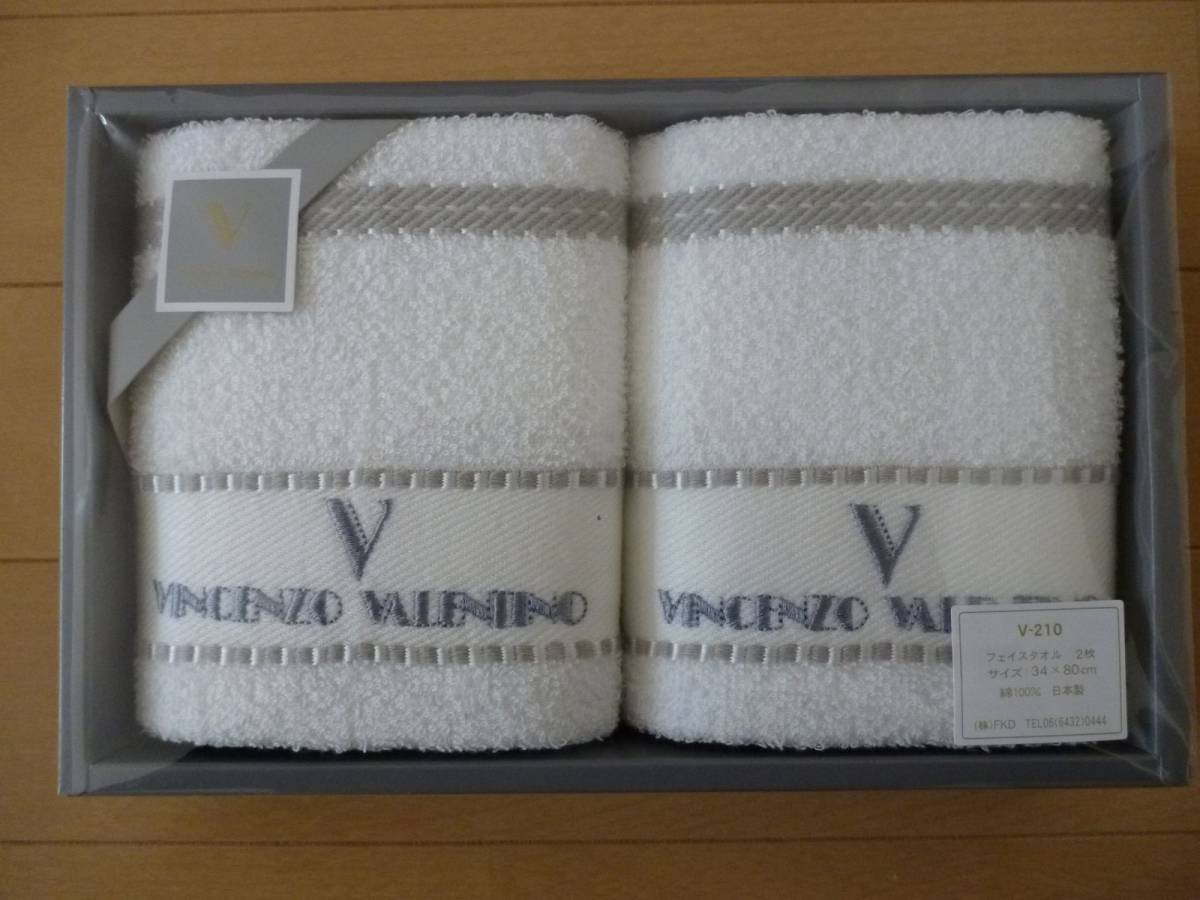 V
V
VINCENZO VALENTINO
V
VINCENZO VALENTINO
V-210
フェイスタオル 2枚
サイズ:34×80cm
綿100% 日本製
(株)FKD TEL06(6432)0444